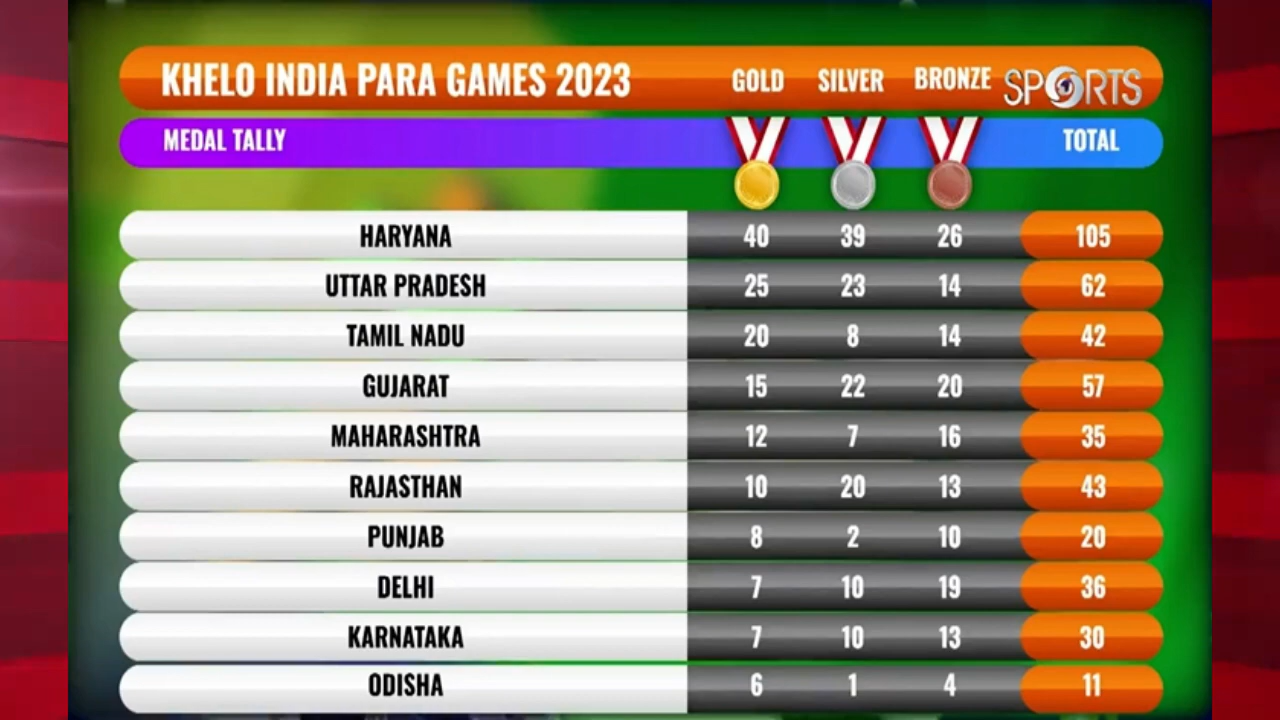 KHELO INDIA PARA GAMES 2023 GOLD SILVER BRONZE SPORTS
MEDAL TALLY TOTAL
HARYANA 40 39 26 105
UTTAR PRADESH 25 23 14 62
TAMIL NADU 20 8 14 42
GUJARAT 15 22 20 57
MAHARASHTRA 12 7 16 35
RAJASTHAN 10 20 13 43
PUNJAB 8 2 10 20
DELHI 7 10 19 36
KARNATAKA 7 10 13 30
ODISHA 6 1 4 11